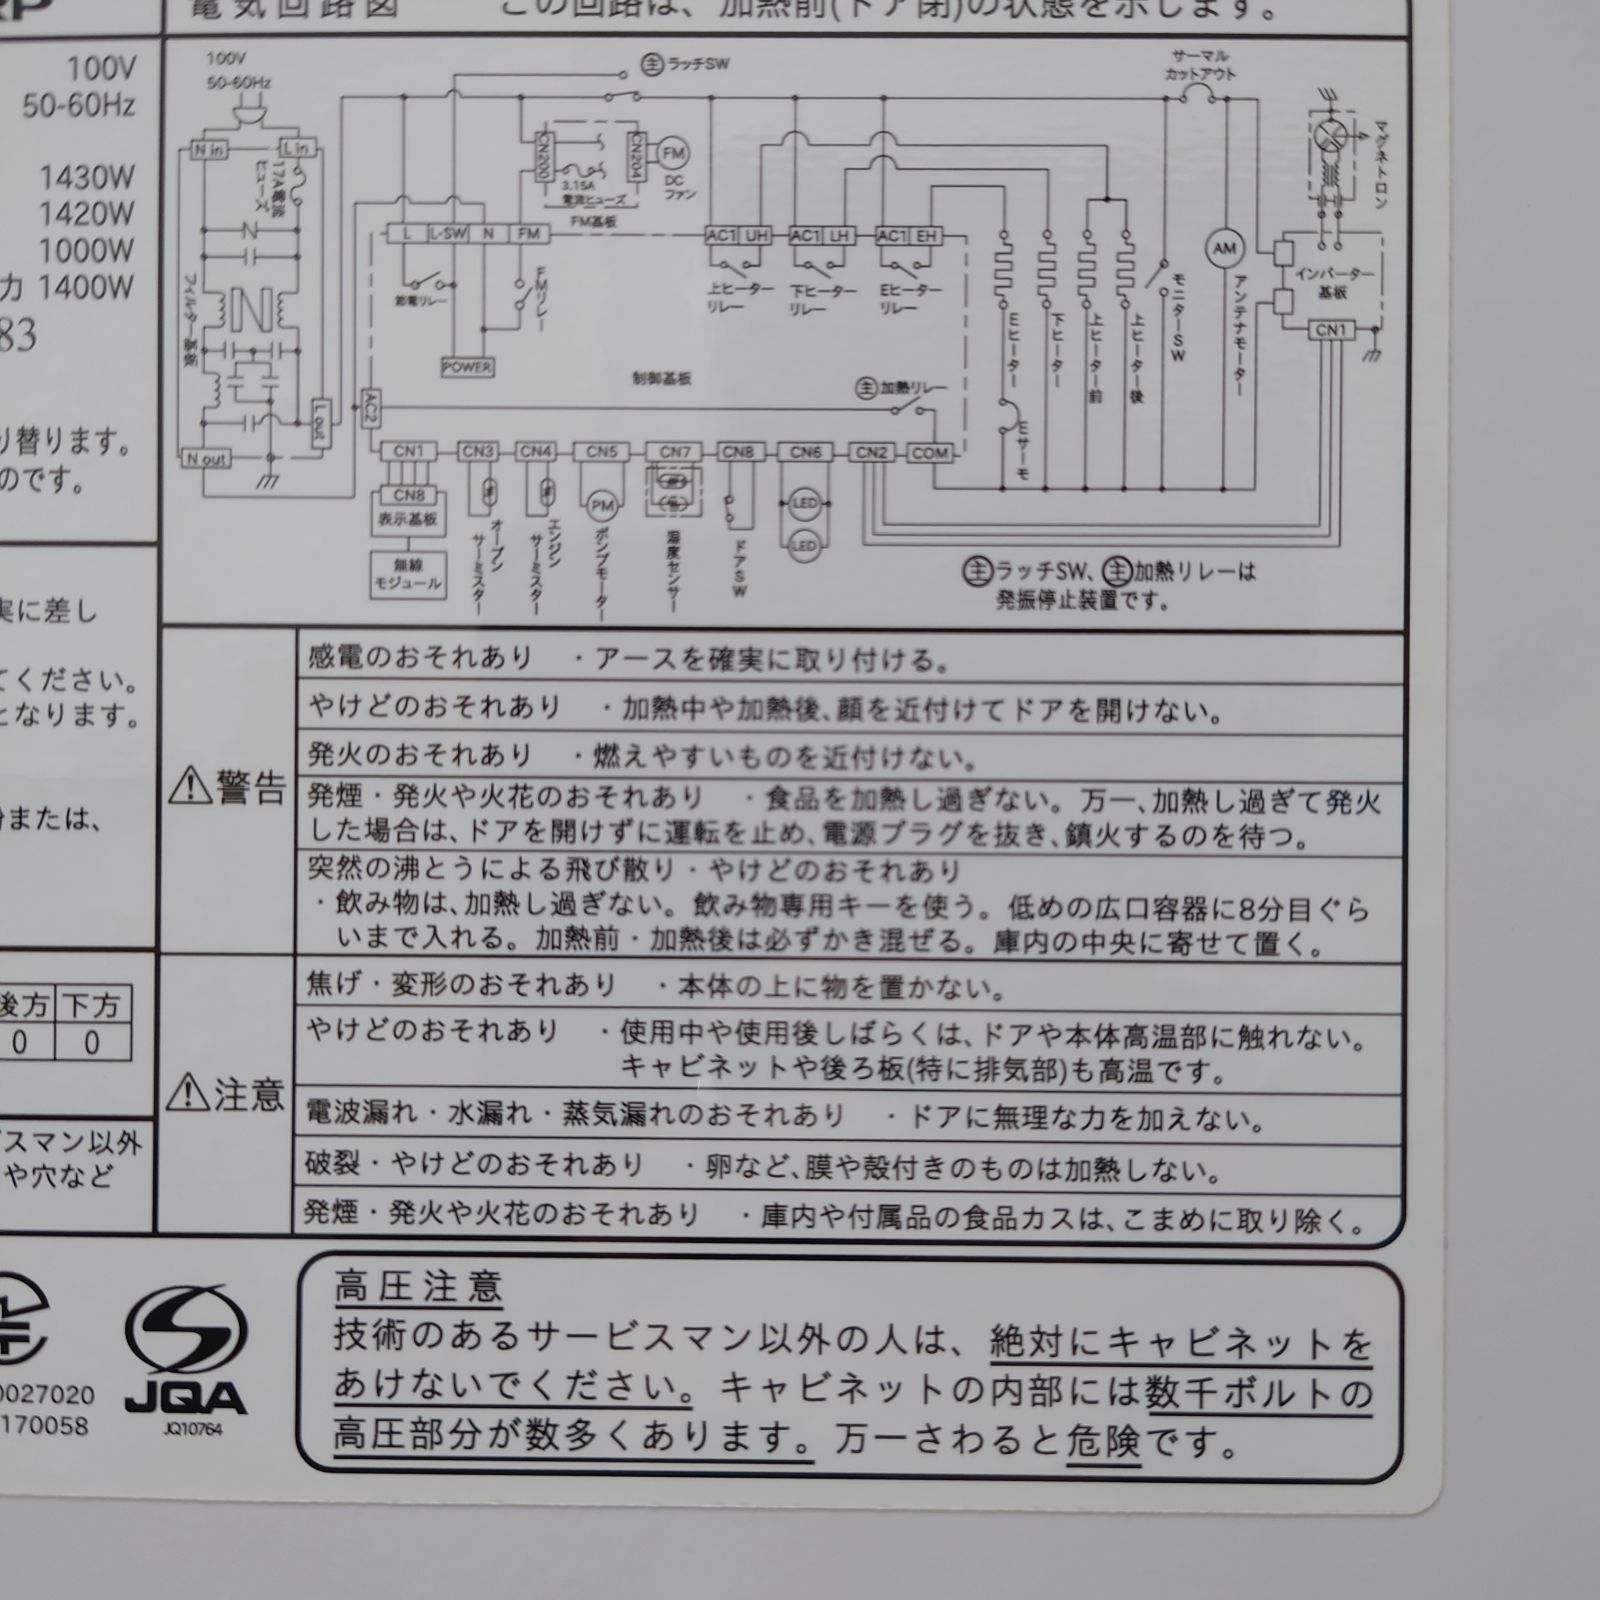 RP
100V
50-60Hz
1430W
1420W
1000W
力 1400W
83
り替ります。
のです。
実に差し
てください。
となります。
または、
後方 下方
0 0
スマン以外
や穴など
0027020
170058
JQA
JQ10764
電気回路図 この回路は、加熱前(ドア閉)の状態を示します。
100V
50-60Hz
N in
L in
17A電流
ヒューズ
フィルター基板
L out
N out
主 ラッチSW
CN200
CN204
3.15A
電流ヒューズ
FM基板
FM
DC
ファン
L
L-SW
N
FM
節電リレー
FMリレー
POWER
AC2
制御基板
AC1 UH
AC1 LH
AC1 EH
上ヒーター
リレー
下ヒーター
リレー
Eヒーター
リレー
主 加熱リレー
サーマル
カットアウト
Eヒーター
Eサーモ
下ヒーター
上ヒーター前
上ヒーター後
モニターSW
AM
アンテナモーター
マグネトロン
インバーター
基板
CN1
CN1
CN3
CN4
CN5
CN7
CN8
CN6
CN2
COM
CN8
表示基板
無線
モジュール
オーブン
サーミスター
エンジン
サーミスター
PM
ポンプモーター
湿度センサー
ドアSW
LED
LED
主ラッチSW、主加熱リレーは
発振停止装置です。
警告
感電のおそれあり ・アースを確実に取り付ける。
やけどのおそれあり ・加熱中や加熱後、顔を近付けてドアを開けない。
発火のおそれあり ・燃えやすいものを近付けない。
発煙・発火や火花のおそれあり ・食品を加熱し過ぎない。万一、加熱し過ぎて発火
した場合は、ドアを開けずに運転を止め、電源プラグを抜き、鎮火するのを待つ。
突然の沸とうによる飛び散り・やけどのおそれあり
・飲み物は、加熱し過ぎない。飲み物専用キーを使う。低めの広口容器に8分目ぐら
いまで入れる。加熱前・加熱後は必ずかき混ぜる。庫内の中央に寄せて置く。
注意
焦げ・変形のおそれあり ・本体の上に物を置かない。
やけどのおそれあり ・使用中や使用後しばらくは、ドアや本体高温部に触れない。
キャビネットや後ろ板(特に排気部)も高温です。
電波漏れ・水漏れ・蒸気漏れのおそれあり ・ドアに無理な力を加えない。
破裂・やけどのおそれあり ・卵など、膜や殻付きのものは加熱しない。
発煙・発火や火花のおそれあり ・庫内や付属品の食品カスは、こまめに取り除く。
高圧注意
技術のあるサービスマン以外の人は、絶対にキャビネットを
あけないでください。キャビネットの内部には数千ボルトの
高圧部分が数多くあります。万一さわると危険です。